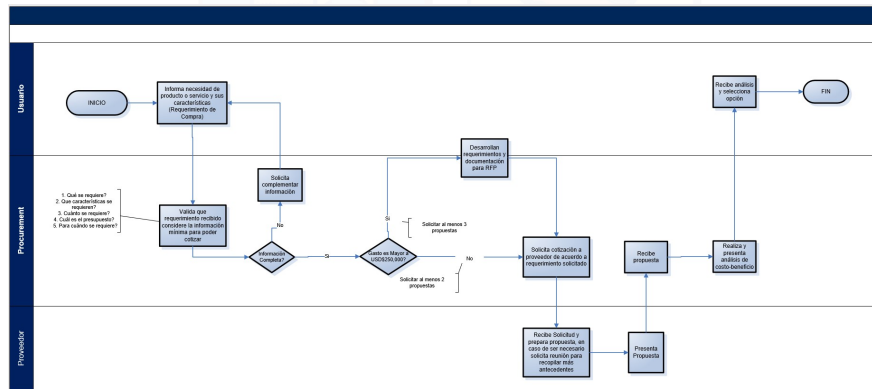 Usuario
INICIO
Informa necesidad de
producto o servicio y sus
características
(Requerimiento de
Compra)
Recibe análisis
y selecciona
opción
FIN
Procurement
1. Qué se requiere?
2. Que características se
requieren?
3. Cuánto se requiere?
4. Cuál es el presupuesto?
5. Para cuándo se requiere?
Valida que
requerimiento recibido
considere la información
mínima para poder
cotizar
Solicita
complementar
información
No
Información
Completa?
Si
Desarrollan
requerimientos y
documentación
para RFP
Si
Solicitar al menos 3
propuestas
Gasto es Mayor a
USD$250,000?
No
Solicitar al menos 2
propuestas
Solicita cotización a
proveedor de acuerdo a
requerimiento solicitado
Recibe
propuesta
Realiza y
presenta
análisis de
costo-beneficio
Proveedor
Recibe Solicitud y
prepara propuesta, en
caso de ser necesario
solicita reunión para
recopilar más
antecedentes
Presenta
Propuesta